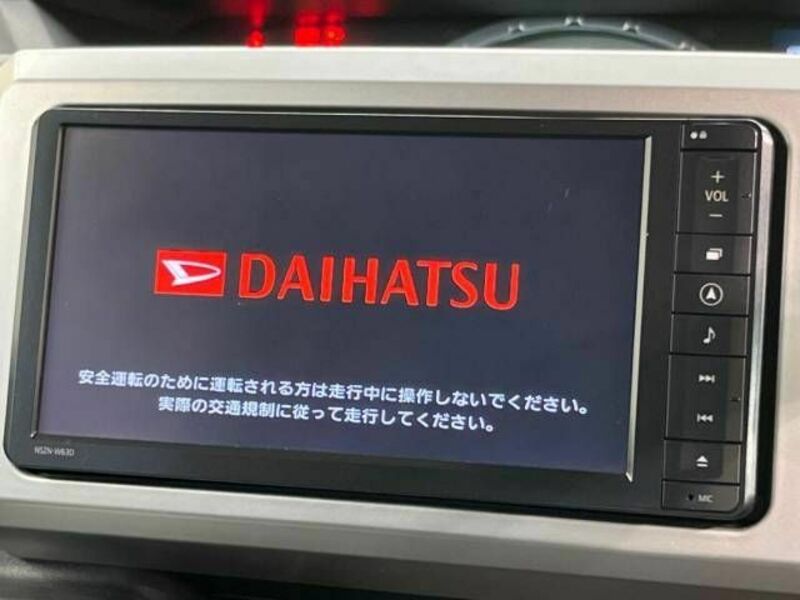 DAIHATSU
安全運転のために運転される方は走行中に操作しないでください。
実際の交通規制に従って走行してください。
NSZN-W63D
VOL
MIC